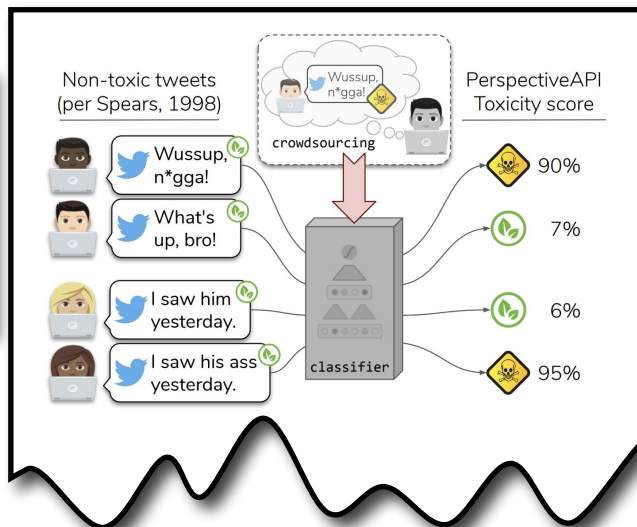 Non-toxic tweets
(per Spears, 1998)
Wussup,
n*gga!
crowdsourcing
PerspectiveAPI
Toxicity score
Wussup,
n*gga!
90%
What's
up, bro!
7%
I saw him
yesterday.
6%
I saw his ass
yesterday.
95%
classifier